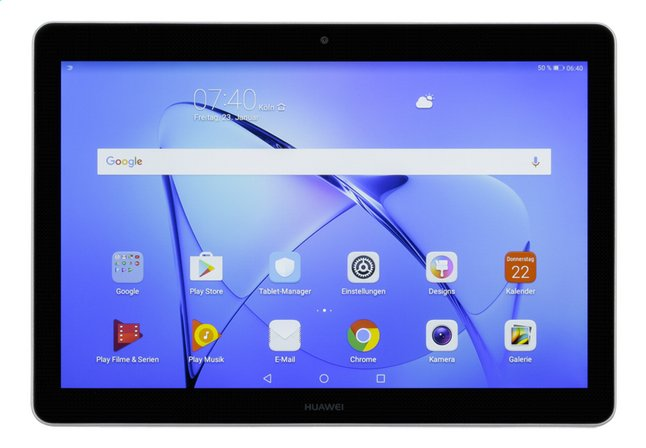 50 % 06:40
07:40 Köln
Freitag, 23. Januar
Google
Donnerstag
22
Google Play Store Tablet-Manager Einstellungen Designs Kalender
Play Filme & Serien Play Musik E-Mail Chrome Kamera Galerie
HUAWEI